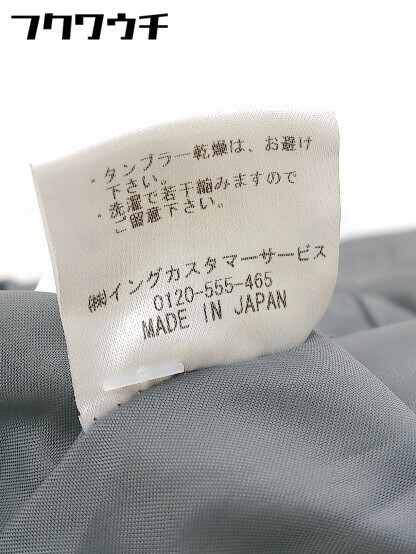 フクワウチ
・タンブラー乾燥は、お避け
下さい。
・洗濯で若干縮みますので
ご留意下さい。
㈱イングカスタマーサービス
0120-555-465
MADE IN JAPAN